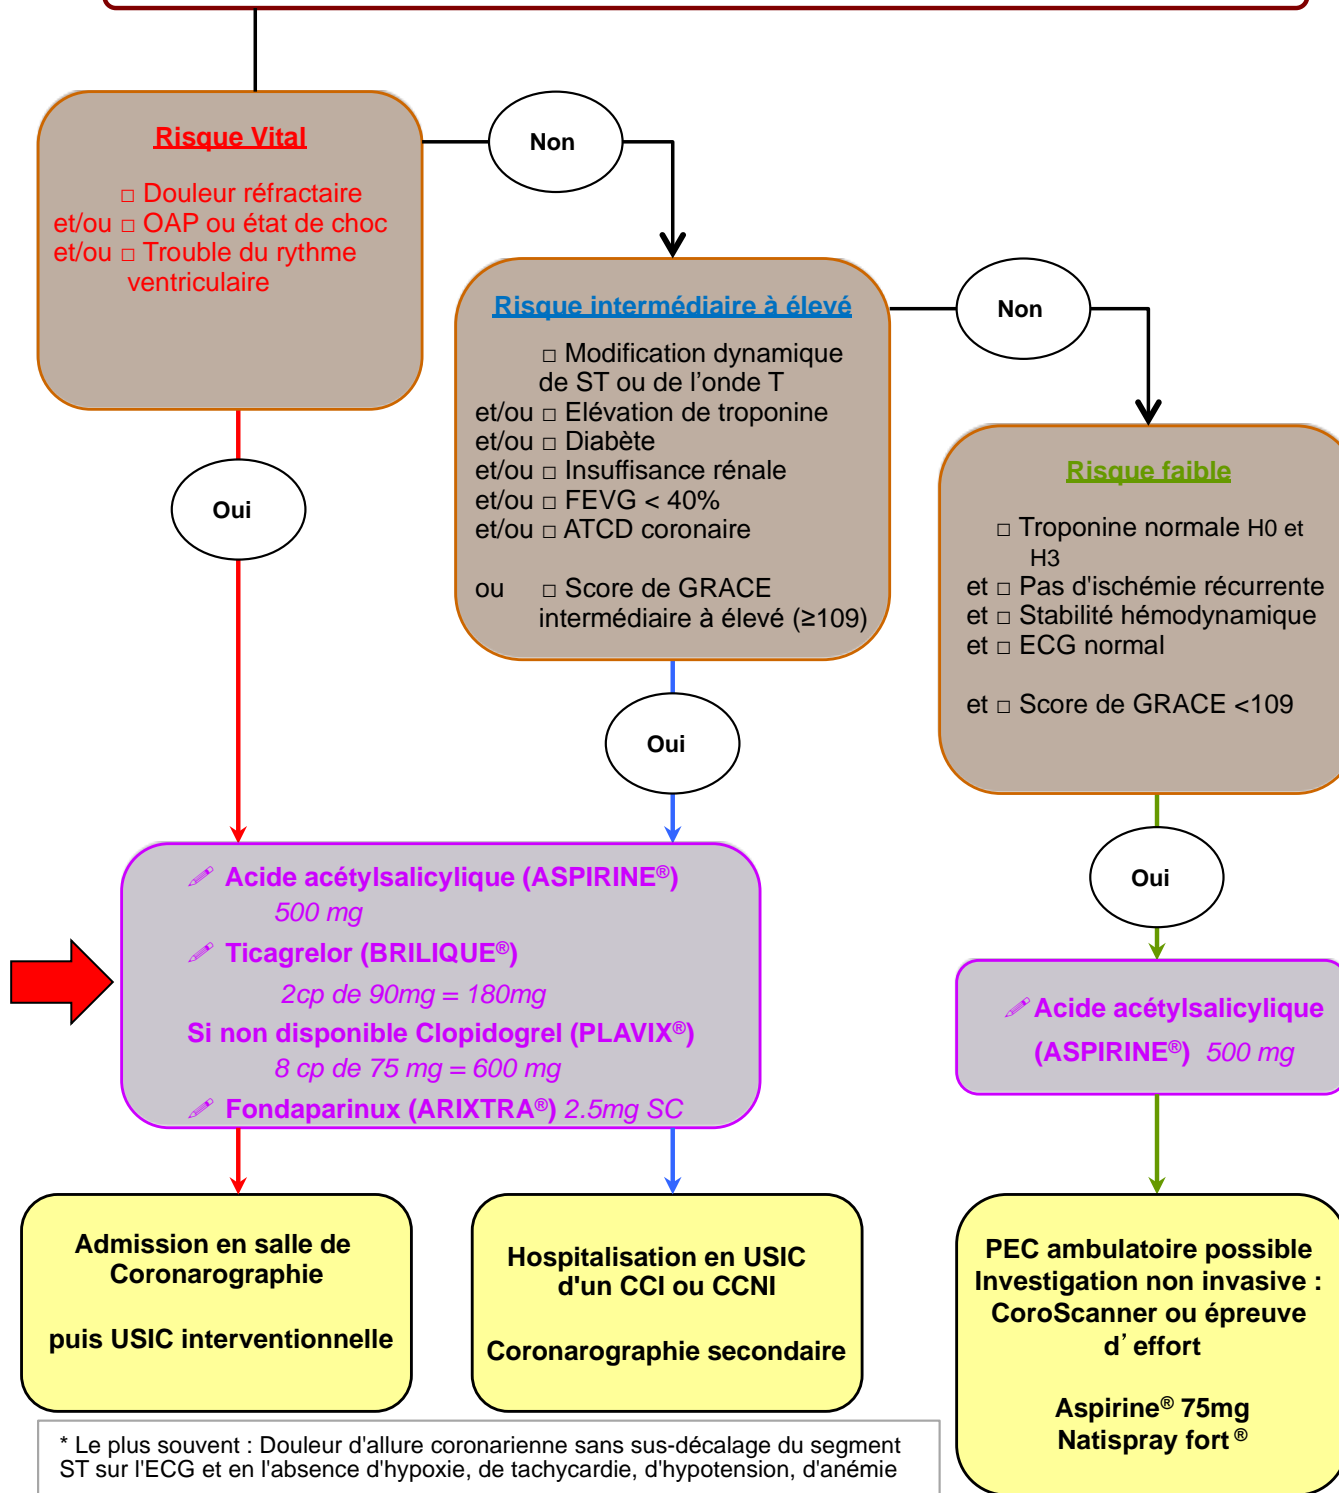 Risque Vital
□ Douleur réfractaire
et/ou □ OAP ou état de choc
et/ou □ Trouble du rythme
ventriculaire
Non
Risque intermédiaire à élevé
□ Modification dynamique
de ST ou de l'onde T
et/ou □ Elévation de troponine
et/ou □ Diabète
et/ou □ Insuffisance rénale
et/ou □ FEVG < 40%
et/ou □ ATCD coronaire
ou □ Score de GRACE
intermédiaire à élevé (≥109)
Non
Risque faible
□ Troponine normale H0 et
H3
et □ Pas d'ischémie récurrente
et □ Stabilité hémodynamique
et □ ECG normal
et □ Score de GRACE <109
Oui
Oui
Oui
Acide acétylsalicylique (ASPIRINE®)
500 mg
Ticagrelor (BRILIQUE®)
2cp de 90mg = 180mg
Si non disponible Clopidogrel (PLAVIX®)
8 cp de 75 mg = 600 mg
Fondaparinux (ARIXTRA®) 2.5mg SC
Acide acétylsalicylique
(ASPIRINE®) 500 mg
Admission en salle de
Coronarographie
puis USIC interventionnelle
Hospitalisation en USIC
d'un CCI ou CCNI
Coronarographie secondaire
PEC ambulatoire possible
Investigation non invasive :
CoroScanner ou épreuve
d' effort
Aspirine® 75mg
Natispray fort ®
* Le plus souvent : Douleur d'allure coronarienne sans sus-décalage du segment
ST sur l'ECG et en l'absence d'hypoxie, de tachycardie, d'hypotension, d'anémie